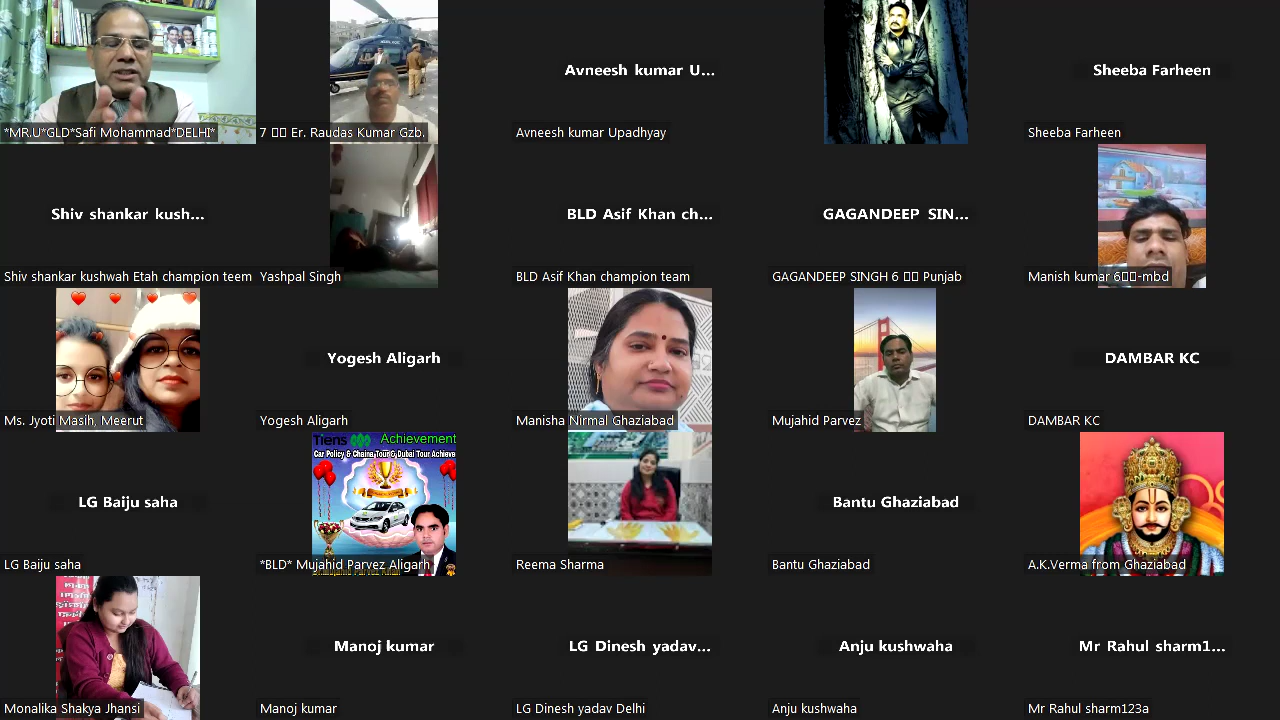 *MR.U*GLD*Safi Mohammad*DELHI*
7 Er. Raudas Kumar Gzb.
Avneesh kumar U...
Avneesh kumar Upadhyay
Sheeba Farheen
Sheeba Farheen
Shiv shankar kush...
Shiv shankar kushwah Etah champion teem
Yashpal Singh
BLD Asif Khan ch...
BLD Asif Khan champion team
GAGANDEEP SIN...
GAGANDEEP SINGH 6 Punjab
Manish kumar 6-mbd
Ms. Jyoti Masih, Meerut
Yogesh Aligarh
Yogesh Aligarh
Manisha Nirmal Ghaziabad
Mujahid Parvez
DAMBAR KC
DAMBAR KC
LG Baiju saha
LG Baiju saha
Tiens Achievement
Car Policy & Chaina Tour & Dubai Tour Achieve
*BLD* Mujahid Parvez Aligarh
Reema Sharma
Bantu Ghaziabad
Bantu Ghaziabad
A.K.Verma from Ghaziabad
Monalika Shakya Jhansi
Manoj kumar
Manoj kumar
LG Dinesh yadav...
LG Dinesh yadav Delhi
Anju kushwaha
Anju kushwaha
Mr Rahul sharm1...
Mr Rahul sharm123a